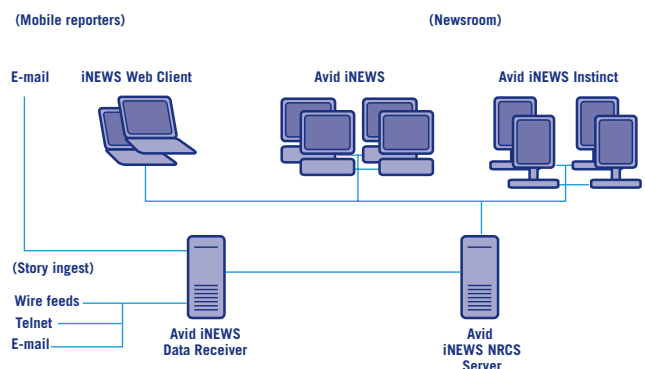 (Mobile reporters)
(Newsroom)
E-mail
iNEWS Web Client
Avid iNEWS
Avid iNEWS Instinct
(Story ingest)
Wire feeds
Telnet
E-mail
Avid iNEWS
Data Receiver
Avid
iNEWS NRCS
Server